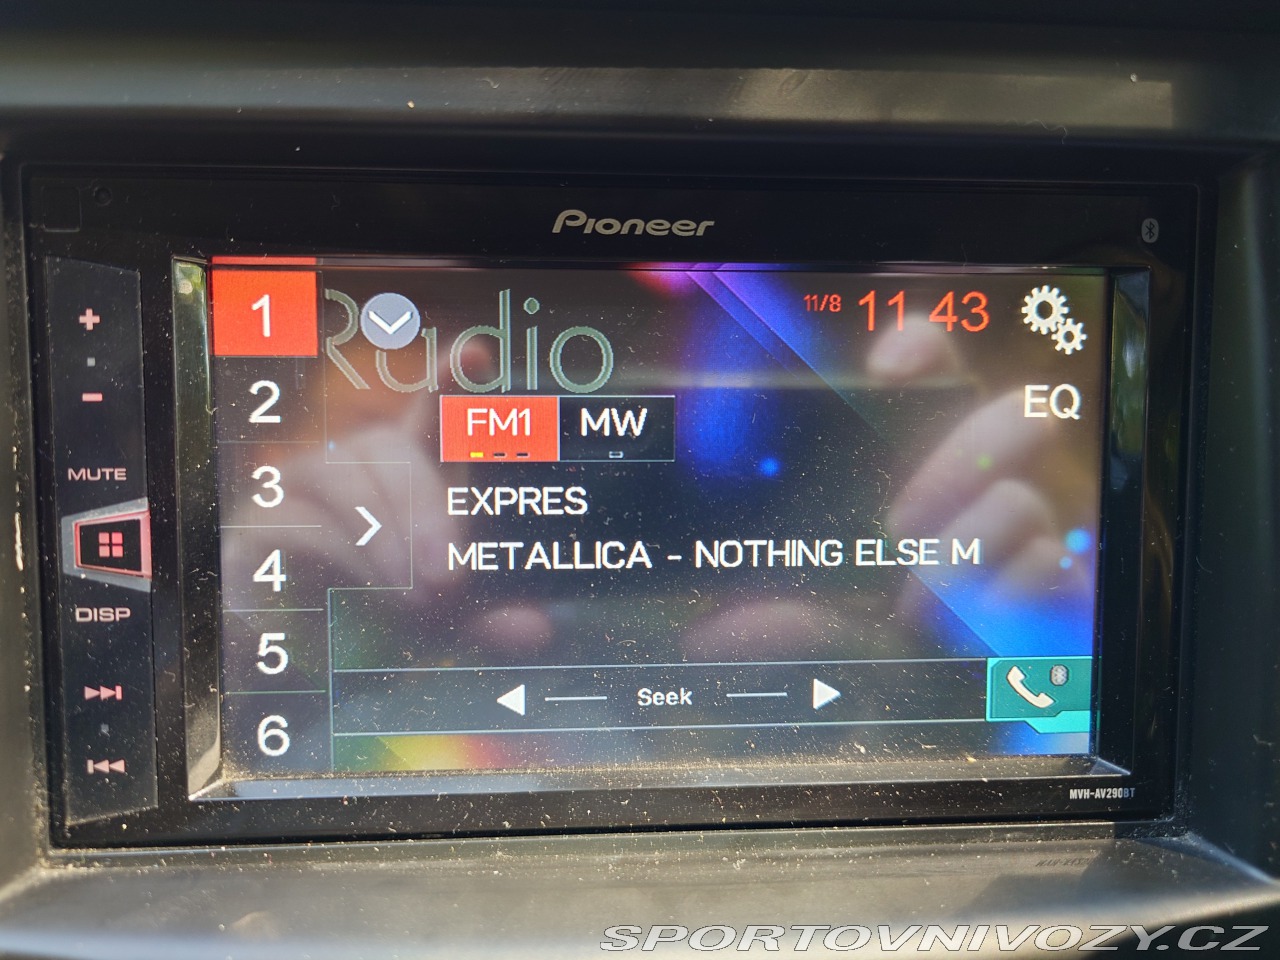 Pioneer
1
Radio
11/8 11 43
2
EQ
FM1 MW
3
EXPRES
MUTE
METALLICA - NOTHING ELSE M
4
DISP
5
Seek
6
MVH-AV290BT
SPORTOVNIVOZY.CZ